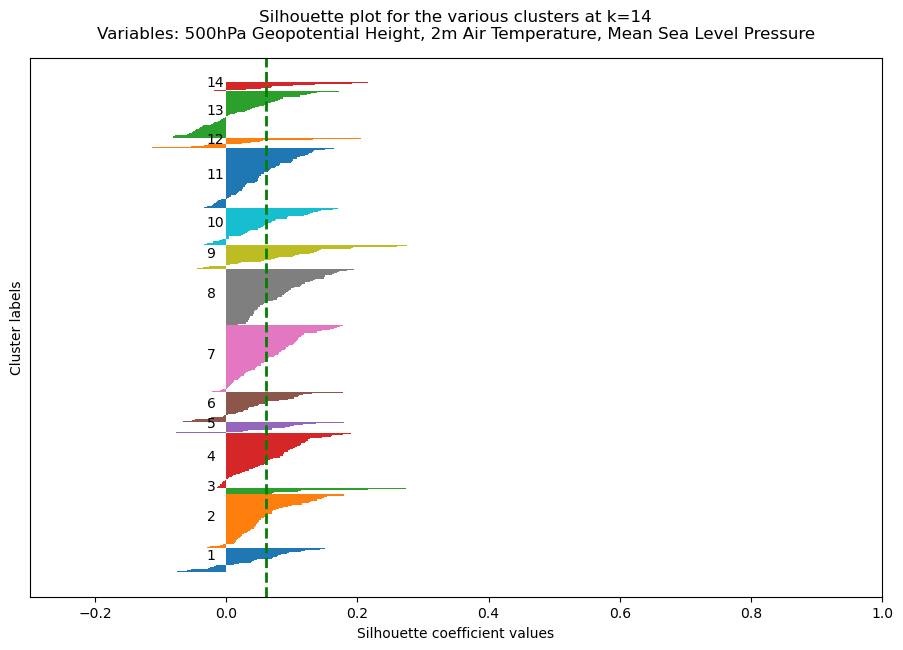 Silhouette plot for the various clusters at k=14
Variables: 500hPa Geopotential Height, 2m Air Temperature, Mean Sea Level Pressure
Cluster labels
14
13
12
11
10
9
8
7
6
5
4
3
2
1
−0.2 0.0 0.2 0.4 0.6 0.8 1.0
Silhouette coefficient values